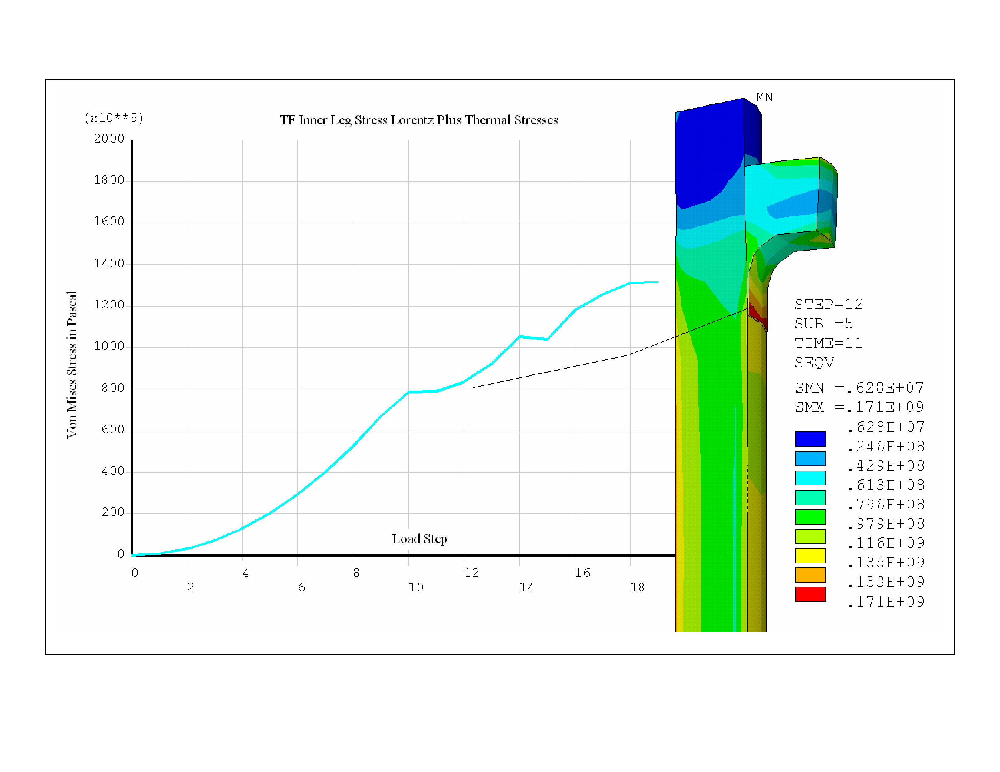 MN
(x10**5)
TF Inner Leg Stress Lorentz Plus Thermal Stresses
2000
1800
1600
1400
1200
1000
800
600
400
200
0
Von Mises Stress in Pascal
Load Step
0
2
4
6
8
10
12
14
16
18
STEP=12
SUB =5
TIME=11
SEQV
SMN =.628E+07
SMX =.171E+09
.628E+07
.246E+08
.429E+08
.613E+08
.796E+08
.979E+08
.116E+09
.135E+09
.153E+09
.171E+09